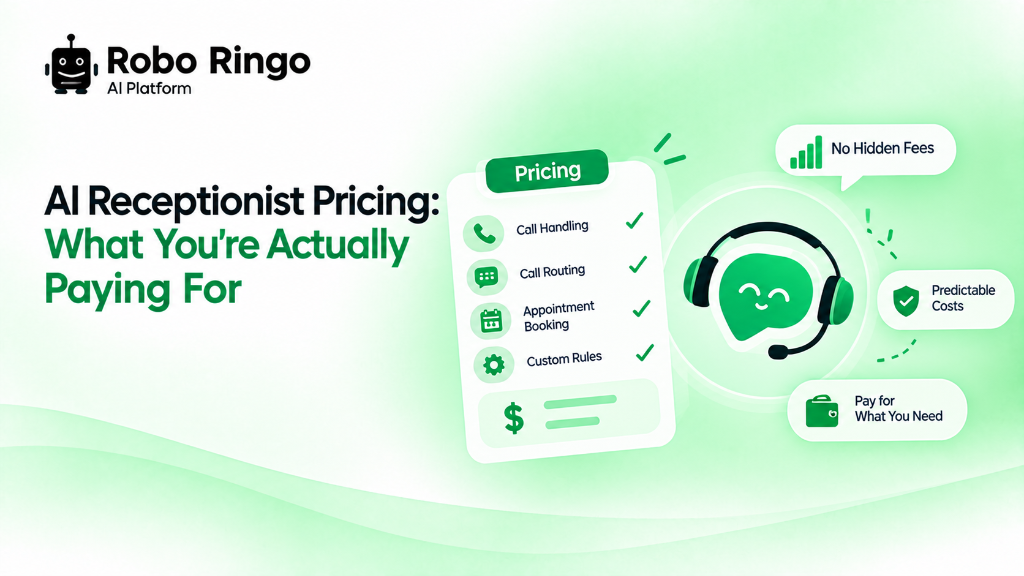 Robo Ringo
AI Platform
AI Receptionist Pricing:
What You're Actually
Paying For
Pricing
Call Handling
Call Routing
Appointment
Booking
Custom Rules
$
No Hidden Fees
Predictable
Costs
Pay for
What You Need